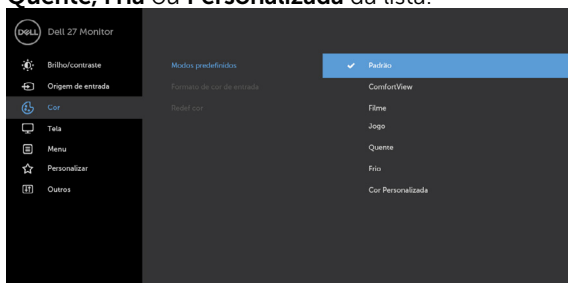 Quente, Fria ou Personalizada da lista.
DELL Dell 27 Monitor
Brilho/contraste Modos predefinidos Padrão
Origem de entrada Formato de cor de entrada ComfortView
Cor Redef cor Filme
Tela Jogo
Menu Quente
Personalizar Frio
Outros Cor Personalizada